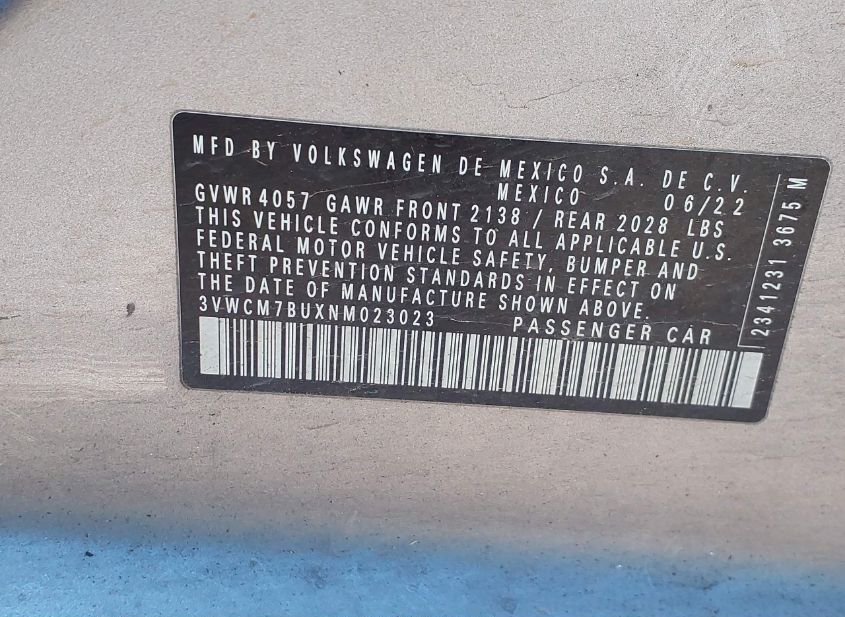 MFD BY VOLKSWAGEN DE MEXICO S.A. DE C.V.
MEXICO 06/22
GVWR 4057 GAWR FRONT 2138 / REAR 2028 LBS
THIS VEHICLE CONFORMS TO ALL APPLICABLE U.S.
FEDERAL MOTOR VEHICLE SAFETY, BUMPER AND
THEFT PREVENTION STANDARDS IN EFFECT ON
THE DATE OF MANUFACTURE SHOWN ABOVE.
3VWCM7BUXNM023023 PASSENGER CAR
2341231 3675 M